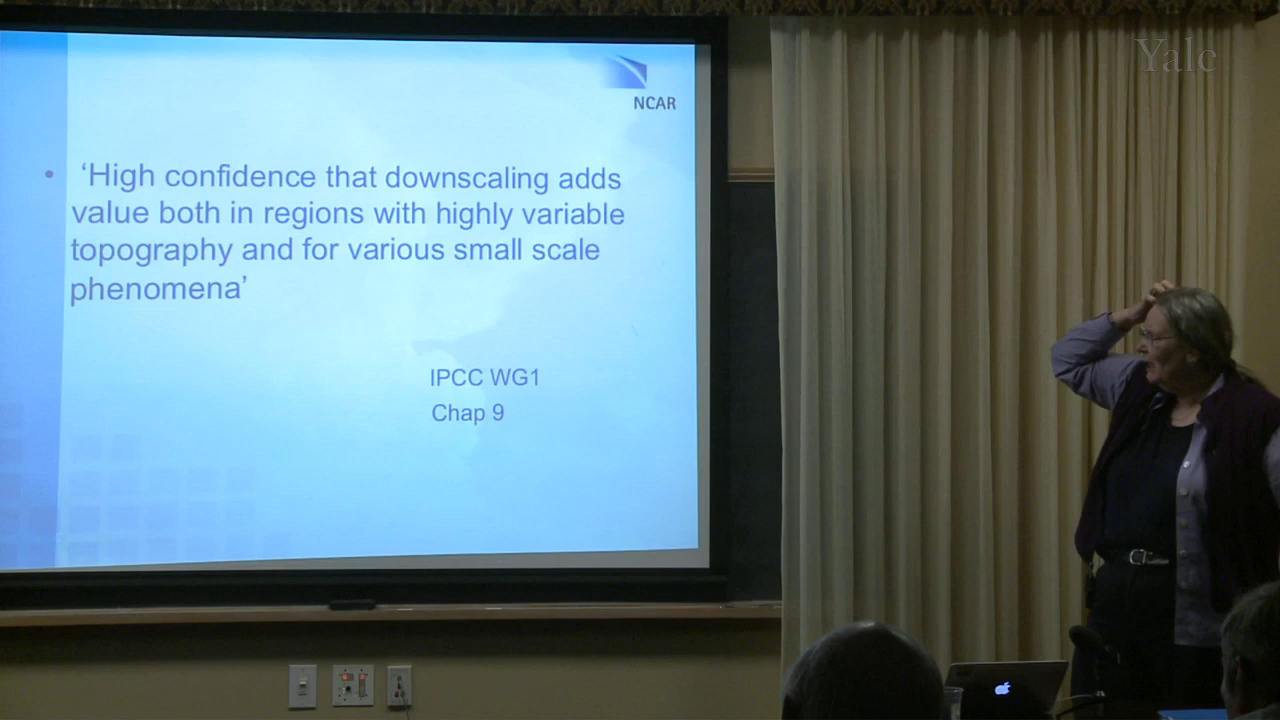 Yale
NCAR
• ‘High confidence that downscaling adds
value both in regions with highly variable
topography and for various small scale
phenomena’
IPCC WG1
Chap 9